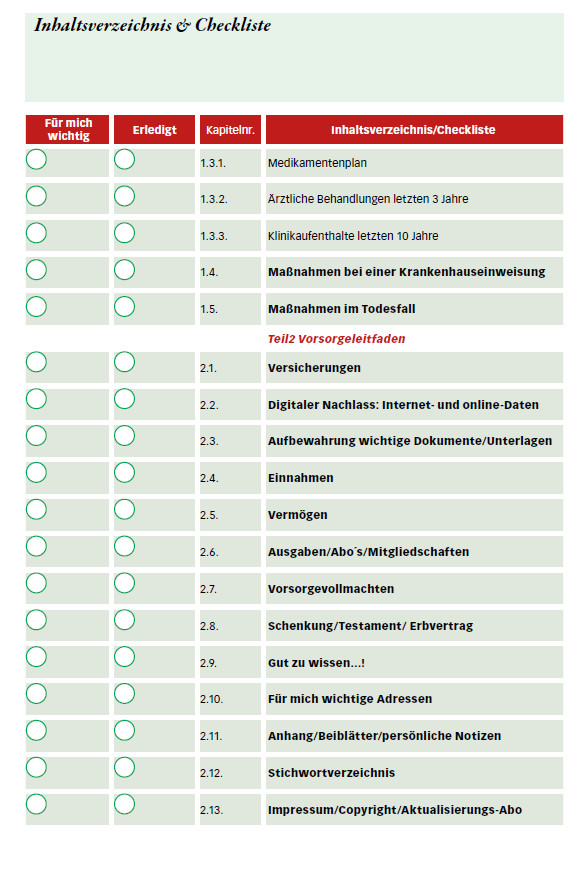 Inhaltsverzeichnis & Checkliste
Für mich
wichtig
Erledigt
Kapitelnr.
Inhaltsverzeichnis/Checkliste
1.3.1. Medikamentenplan
1.3.2. Ärztliche Behandlungen letzten 3 Jahre
1.3.3. Klinikaufenthalte letzten 10 Jahre
1.4. Maßnahmen bei einer Krankenhauseinweisung
1.5. Maßnahmen im Todesfall
Teil2 Vorsorgeleitfaden
2.1. Versicherungen
2.2. Digitaler Nachlass: Internet- und online-Daten
2.3. Aufbewahrung wichtige Dokumente/Unterlagen
2.4. Einnahmen
2.5. Vermögen
2.6. Ausgaben/Abo´s/Mitgliedschaften
2.7. Vorsorgevollmachten
2.8. Schenkung/Testament/ Erbvertrag
2.9. Gut zu wissen...!
2.10. Für mich wichtige Adressen
2.11. Anhang/Beiblätter/persönliche Notizen
2.12. Stichwortverzeichnis
2.13. Impressum/Copyright/Aktualisierungs-Abo